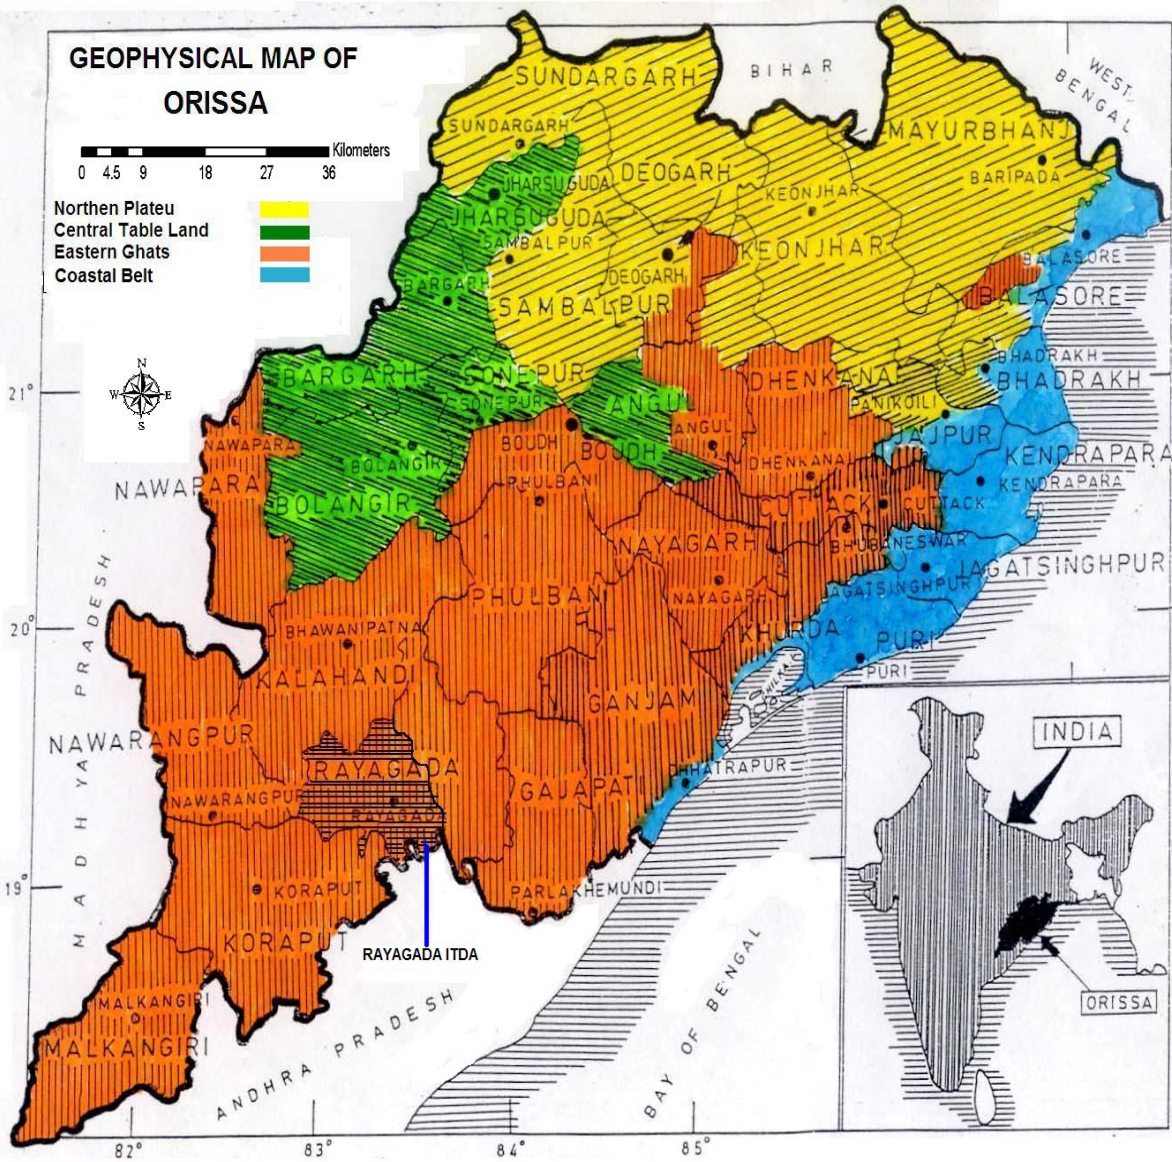 GEOPHYSICAL MAP OF
ORISSA
Kilometers
0 4.5 9 18 27 36
Northen Plateu
Central Table Land
Eastern Ghats
Coastal Belt
N
W E
S
BIHAR
WEST
BENGAL
SUNDARGARH
SUNDARGARH
MAYURBHANJ
BARIPADA
DEOGARH
JHARSUGUDA
KEONJHAR
JHARSUGUDA
SAMBALPUR
KEONJHAR
BALASORE
DEOGARH
BARGARH
SAMBALPUR
BALASORE
BHADRAKH
BARGARH
SONEPUR
DHENKANAL
BHADRAKH
21°
SONEPUR
ANGUL
PANIKOILI
NAWAPARA
BOUDH
BOUDH
ANGUL
JAJPUR
KENDRAPARA
BOLANGIR
DHENKANAL
NAWAPARA
PHULBANI
KENDRAPARA
BOLANGIR
CUTTACK
CUTTACK
NAYAGARH
BHUBANESWAR
JAGATSINGHPUR
PHULBANI
NAYAGARH
JAGATSINGHPUR
20°
BHAWANIPATNA
KHURDA
PURI
KALAHANDI
PURI
CHILKA
GANJAM
MADHYA PRADESH
NAWARANGPUR
RAYAGADA
CHHATRAPUR
GAJAPATI
NAWARANGPUR
RAYAGADA
19°
KORAPUT
PARLAKHEMUNDI
KORAPUT
RAYAGADA ITDA
MALKANGIRI
MALKANGIRI
ANDHRA PRADESH
BAY OF BENGAL
INDIA
ORISSA
82° 83° 84° 85°